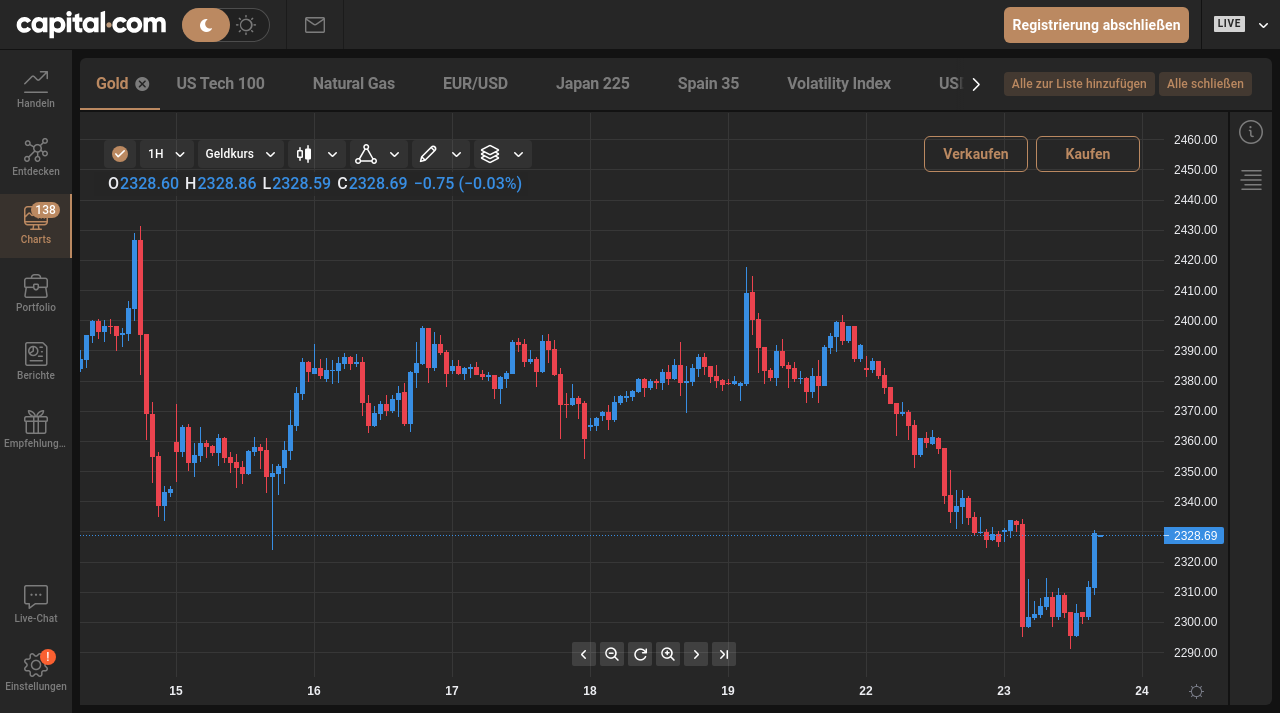 capital.com
Registrierung abschließen
LIVE
Handeln
Entdecken
138
Charts
Portfolio
Berichte
Empfehlung...
Live-Chat
!
Einstellungen
Gold US Tech 100 Natural Gas EUR/USD Japan 225 Spain 35 Volatility Index
Alle zur Liste hinzufügen Alle schließen
1H Geldkurs
Verkaufen Kaufen
O2328.60 H2328.86 L2328.59 C2328.69 −0.75 (−0.03%)
2460.00
2450.00
2440.00
2430.00
2420.00
2410.00
2400.00
2390.00
2380.00
2370.00
2360.00
2350.00
2340.00
2328.69
2320.00
2310.00
2300.00
2290.00
15 16 17 18 19 22 23 24